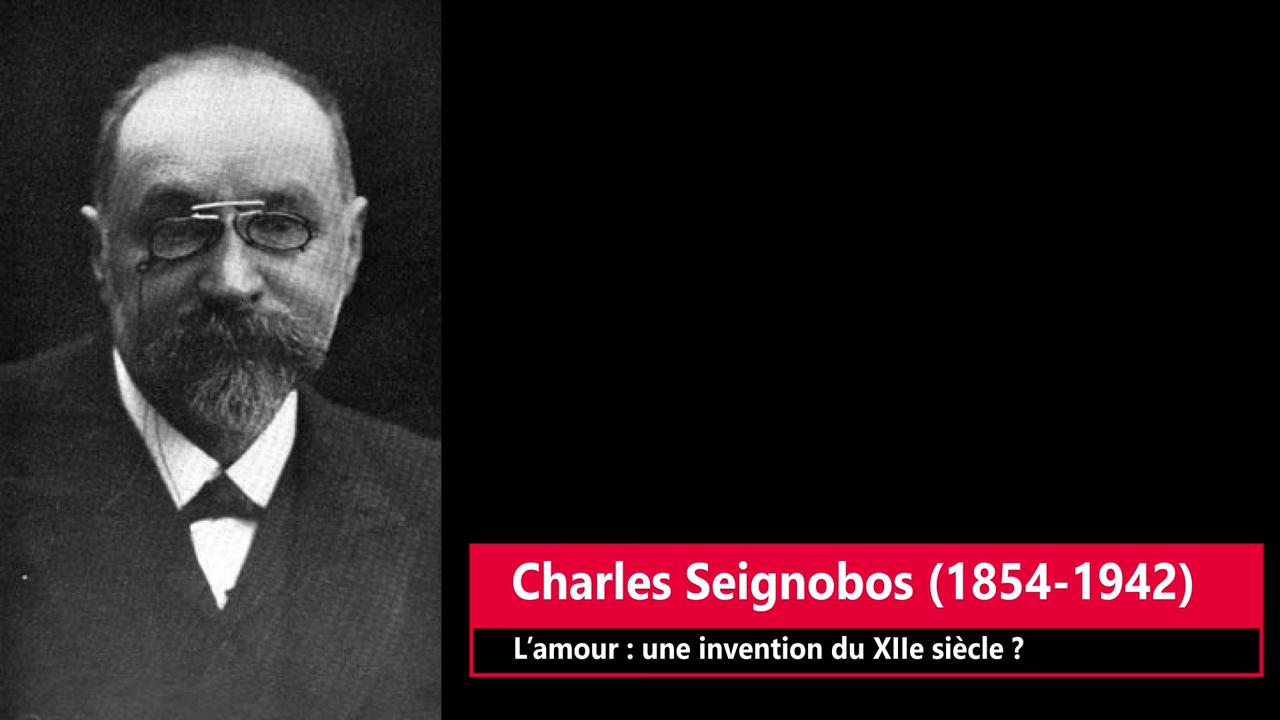 Charles Seignobos (1854-1942)
L’amour : une invention du XIIe siècle ?